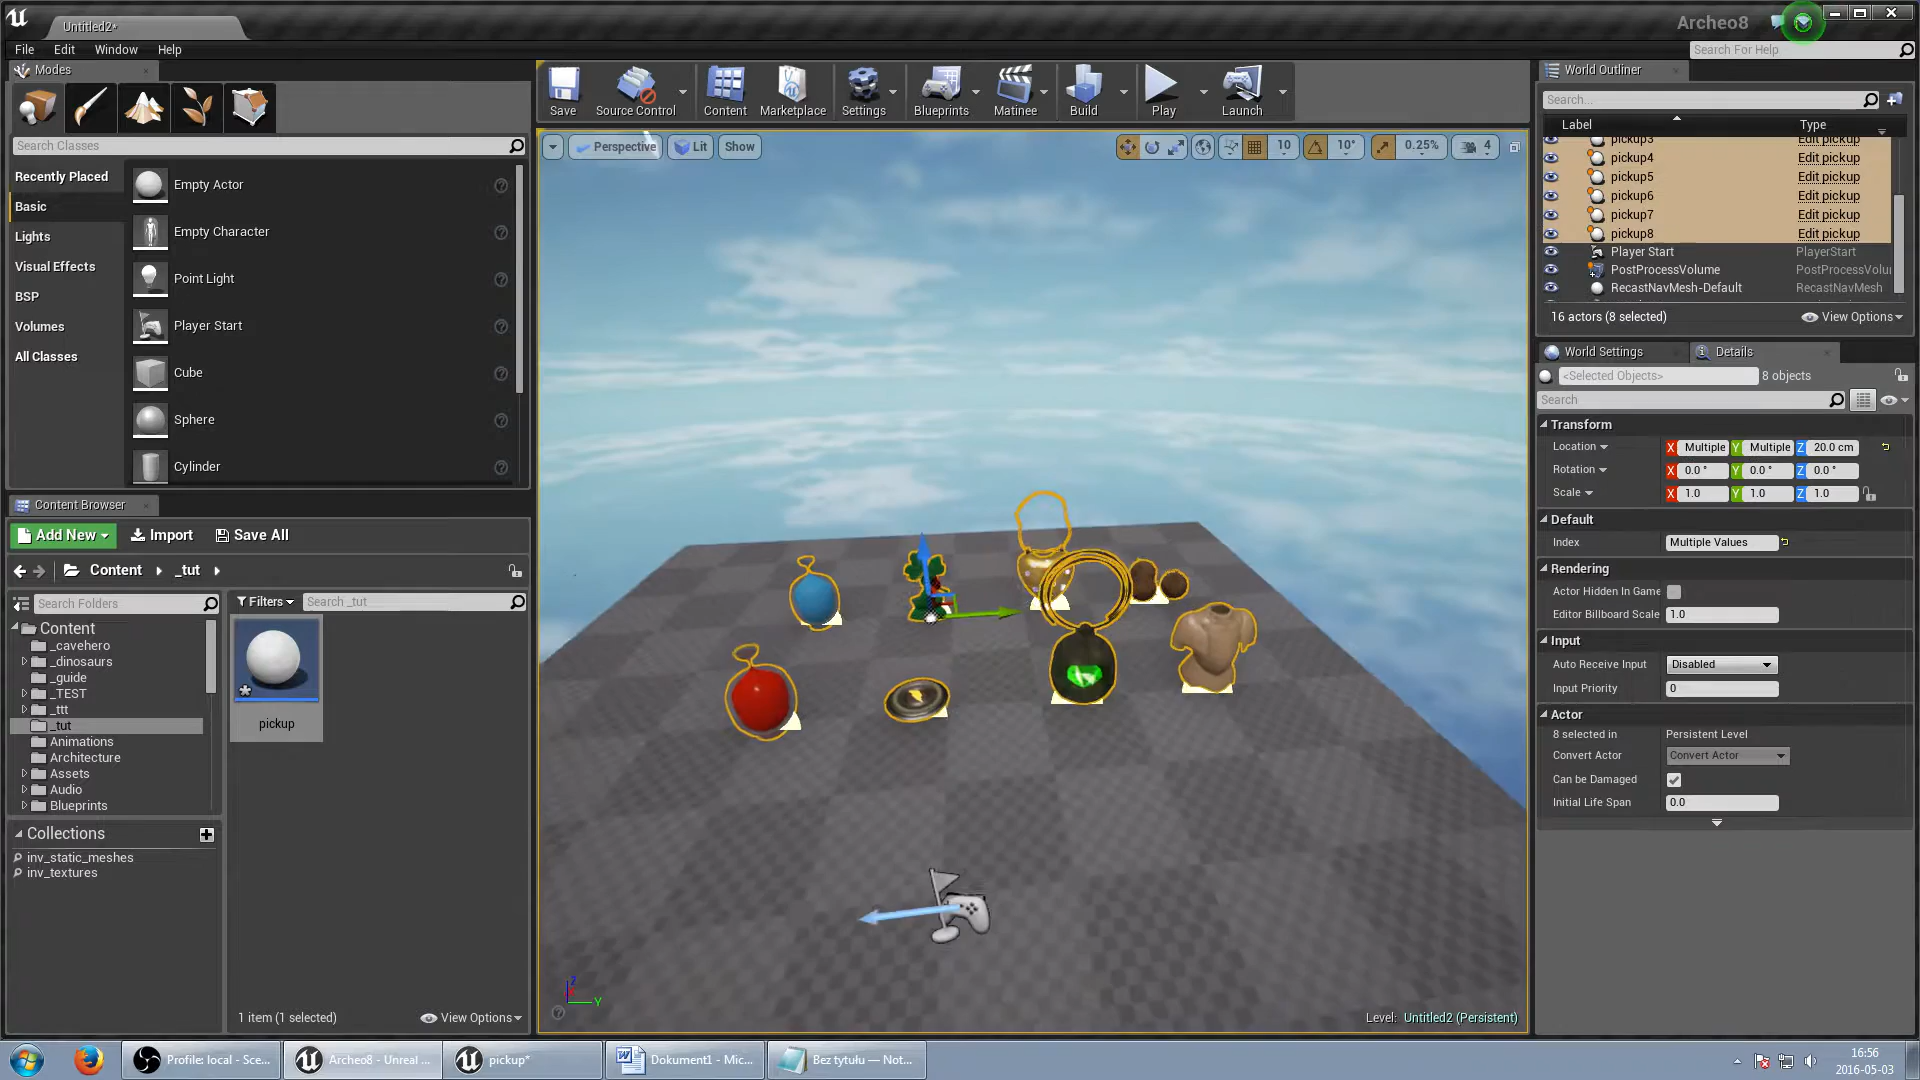 Untitled2*
Archeo8
File Edit Window Help
Search For Help
Modes
Search Classes
Recently Placed
Basic
Lights
Visual Effects
BSP
Volumes
All Classes
Empty Actor
Empty Character
Point Light
Player Start
Cube
Sphere
Cylinder
Save
Source Control
Content
Marketplace
Settings
Blueprints
Matinee
Build
Play
Launch
Perspective
Lit
Show
10
10°
0.25%
4
Level: Untitled2 (Persistent)
World Outliner
Search...
Label Type
pickup3 Edit pickup
pickup4 Edit pickup
pickup5 Edit pickup
pickup6 Edit pickup
pickup7 Edit pickup
pickup8 Edit pickup
Player Start PlayerStart
PostProcessVolume PostProcessVolu
RecastNavMesh-Default RecastNavMesh
16 actors (8 selected) View Options
World Settings Details
<Selected Objects> 8 objects
Search
Transform
Location X Multiple Y Multiple Z 20.0 cm
Rotation X 0.0 ° Y 0.0 ° Z 0.0 °
Scale X 1.0 Y 1.0 Z 1.0
Default
Index Multiple Values
Rendering
Actor Hidden In Game
Editor Billboard Scale 1.0
Input
Auto Receive Input Disabled
Input Priority 0
Actor
8 selected in Persistent Level
Convert Actor Convert Actor
Can be Damaged
Initial Life Span 0.0
Content Browser
Add New Import Save All
Content _tut
Search Folders
Filters Search _tut
Content
_cavehero
_dinosaurs
_guide
_TEST
_ttt
_tut
Animations
Architecture
Assets
Audio
Blueprints
Collections
inv_static_meshes
inv_textures
pickup
1 item (1 selected) View Options
Z
Y
Profile: local - Sce...
Archeo8 - Unreal ...
pickup*
Dokument1 - Mic...
Bez tytułu — Not...
16:56
2016-05-03